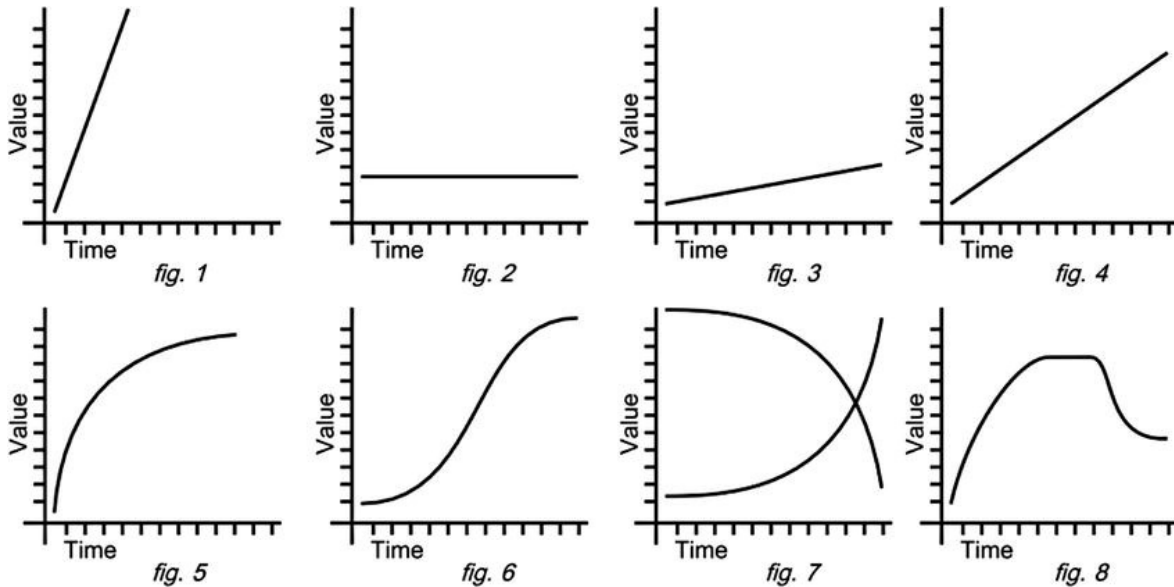 Value
Time
fig. 1
Value
Time
fig. 2
Value
Time
fig. 3
Value
Time
fig. 4
Value
Time
fig. 5
Value
Time
fig. 6
Value
Time
fig. 7
Value
Time
fig. 8